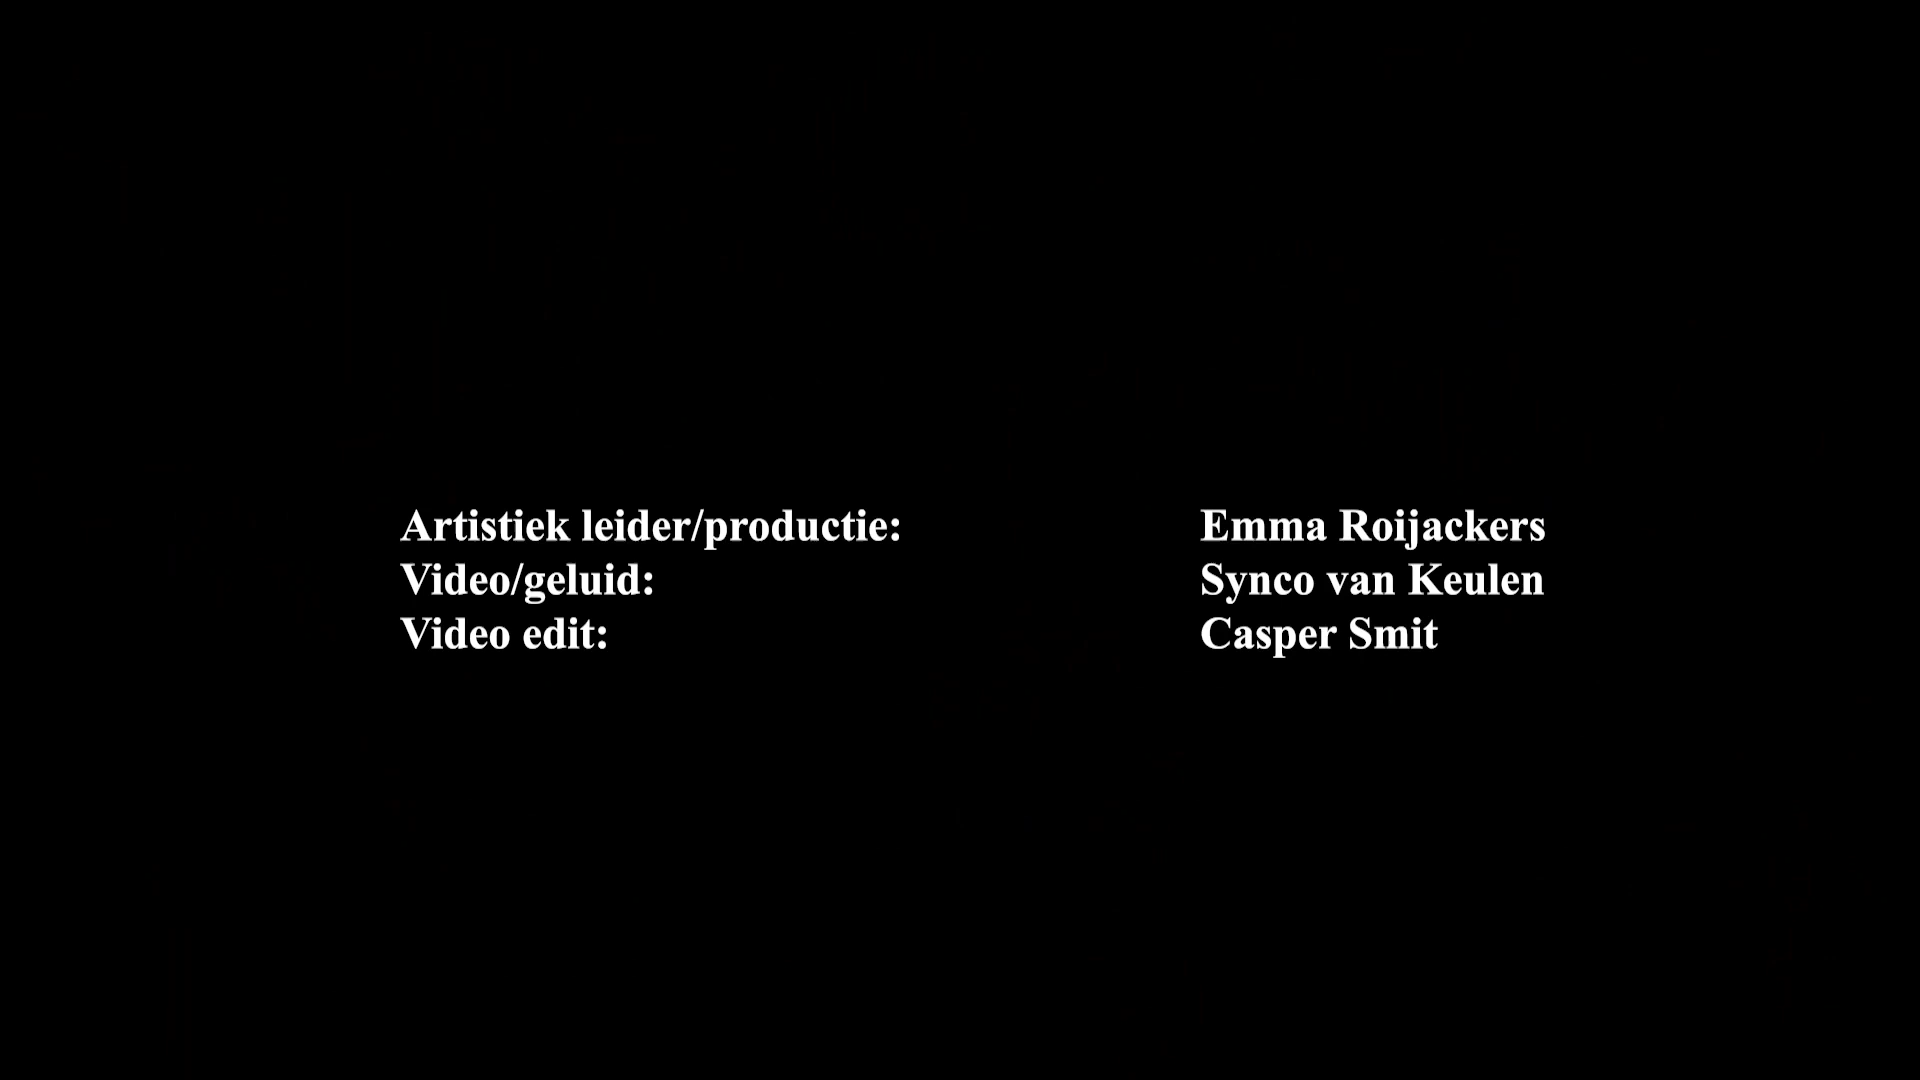 Artistiek leider/productie: Emma Roijackers
Video/geluid: Synco van Keulen
Video edit: Casper Smit